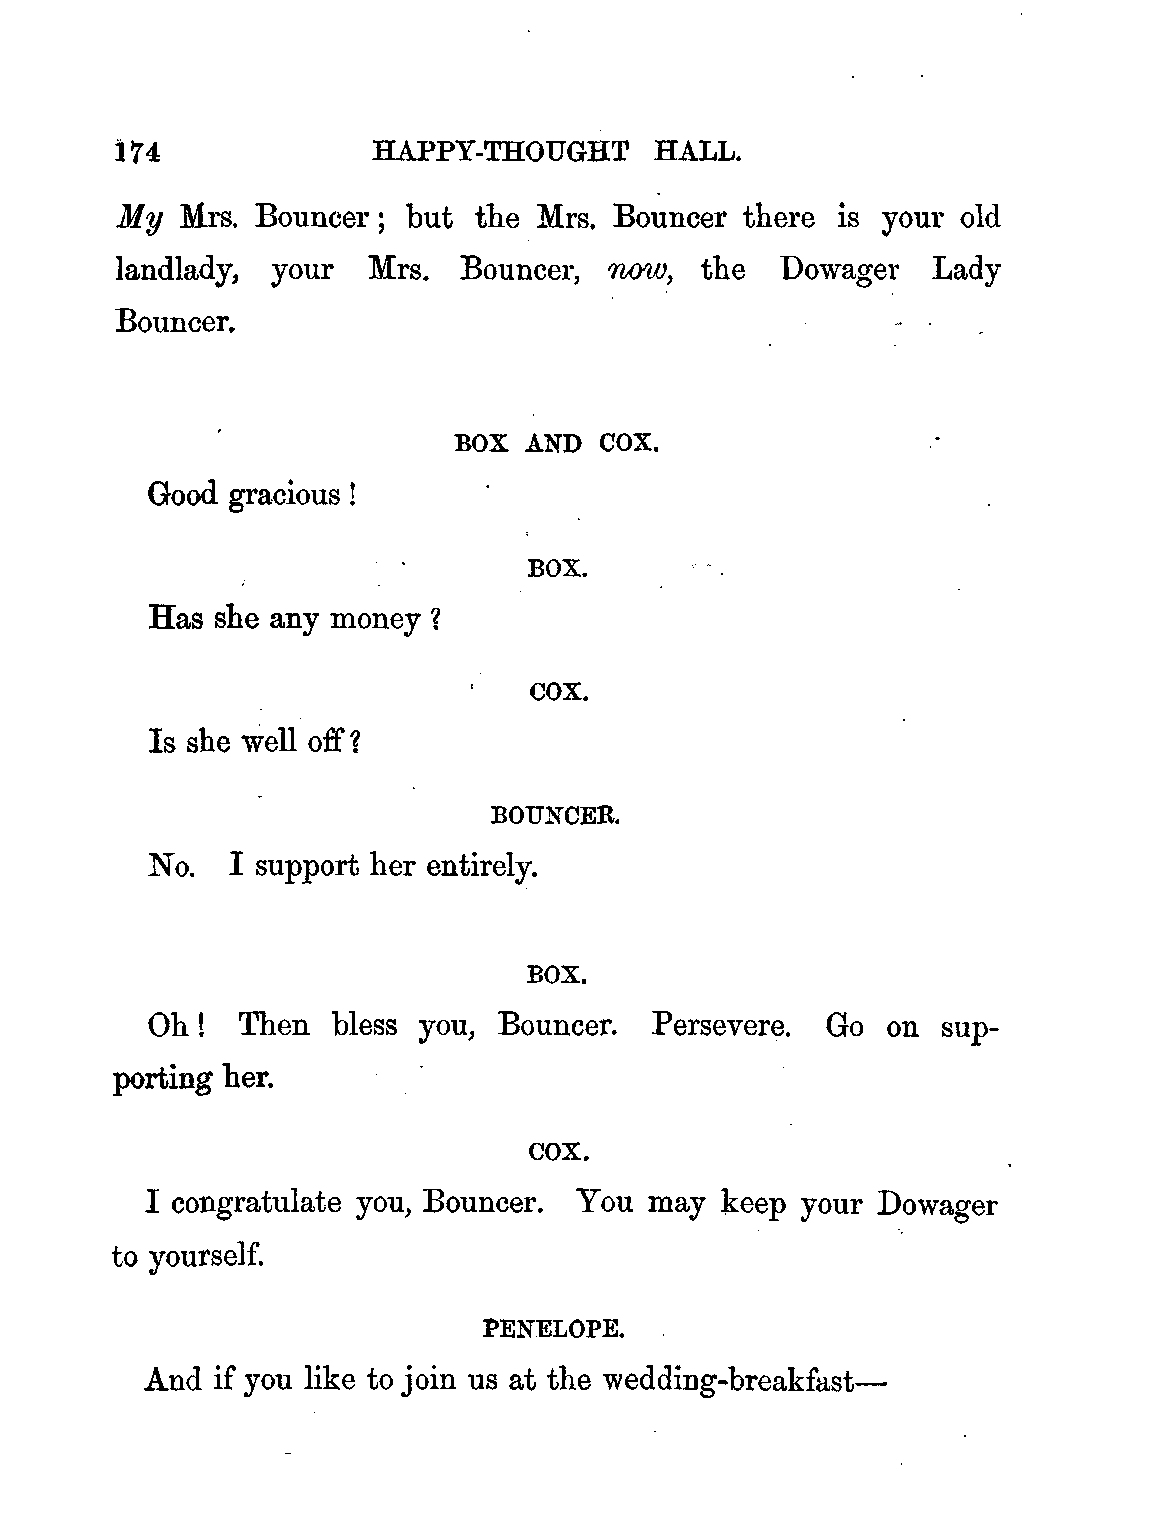 174 HAPPY-THOUGHT HALL.
My Mrs. Bouncer; but the Mrs. Bouncer there is your old
landlady, your Mrs. Bouncer, now, the Dowager Lady
Bouncer.
BOX AND COX.
Good gracious!
BOX.
Has she any money?
COX.
Is she well off?
BOUNCER.
No. I support her entirely.
BOX.
Oh! Then bless you, Bouncer. Persevere. Go on sup-
porting her.
COX.
I congratulate you, Bouncer. You may keep your Dowager
to yourself.
PENELOPE.
And if you like to join us at the wedding-breakfast—